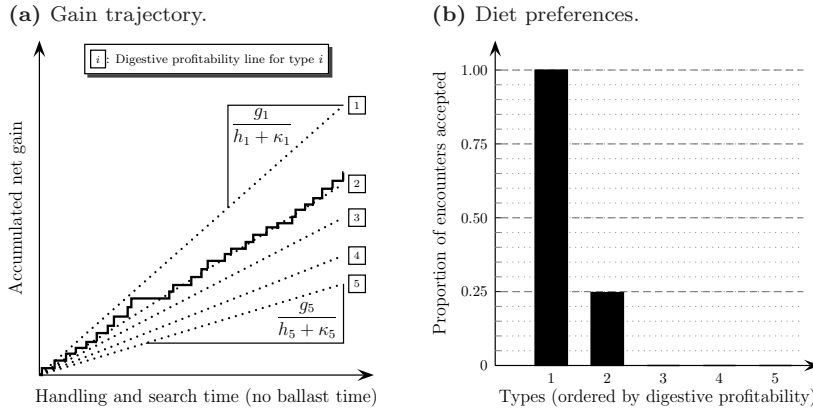 (a) Gain trajectory.
i : Digestive profitability line for type i
Accumulated net gain
g₁
h₁ + κ₁
1
2
3
4
5
g₅
h₅ + κ₅
Handling and search time (no ballast time)
(b) Diet preferences.
Proportion of encounters accepted
1.00
0.75
0.50
0.25
0
1 2 3 4 5
Types (ordered by digestive profitability)